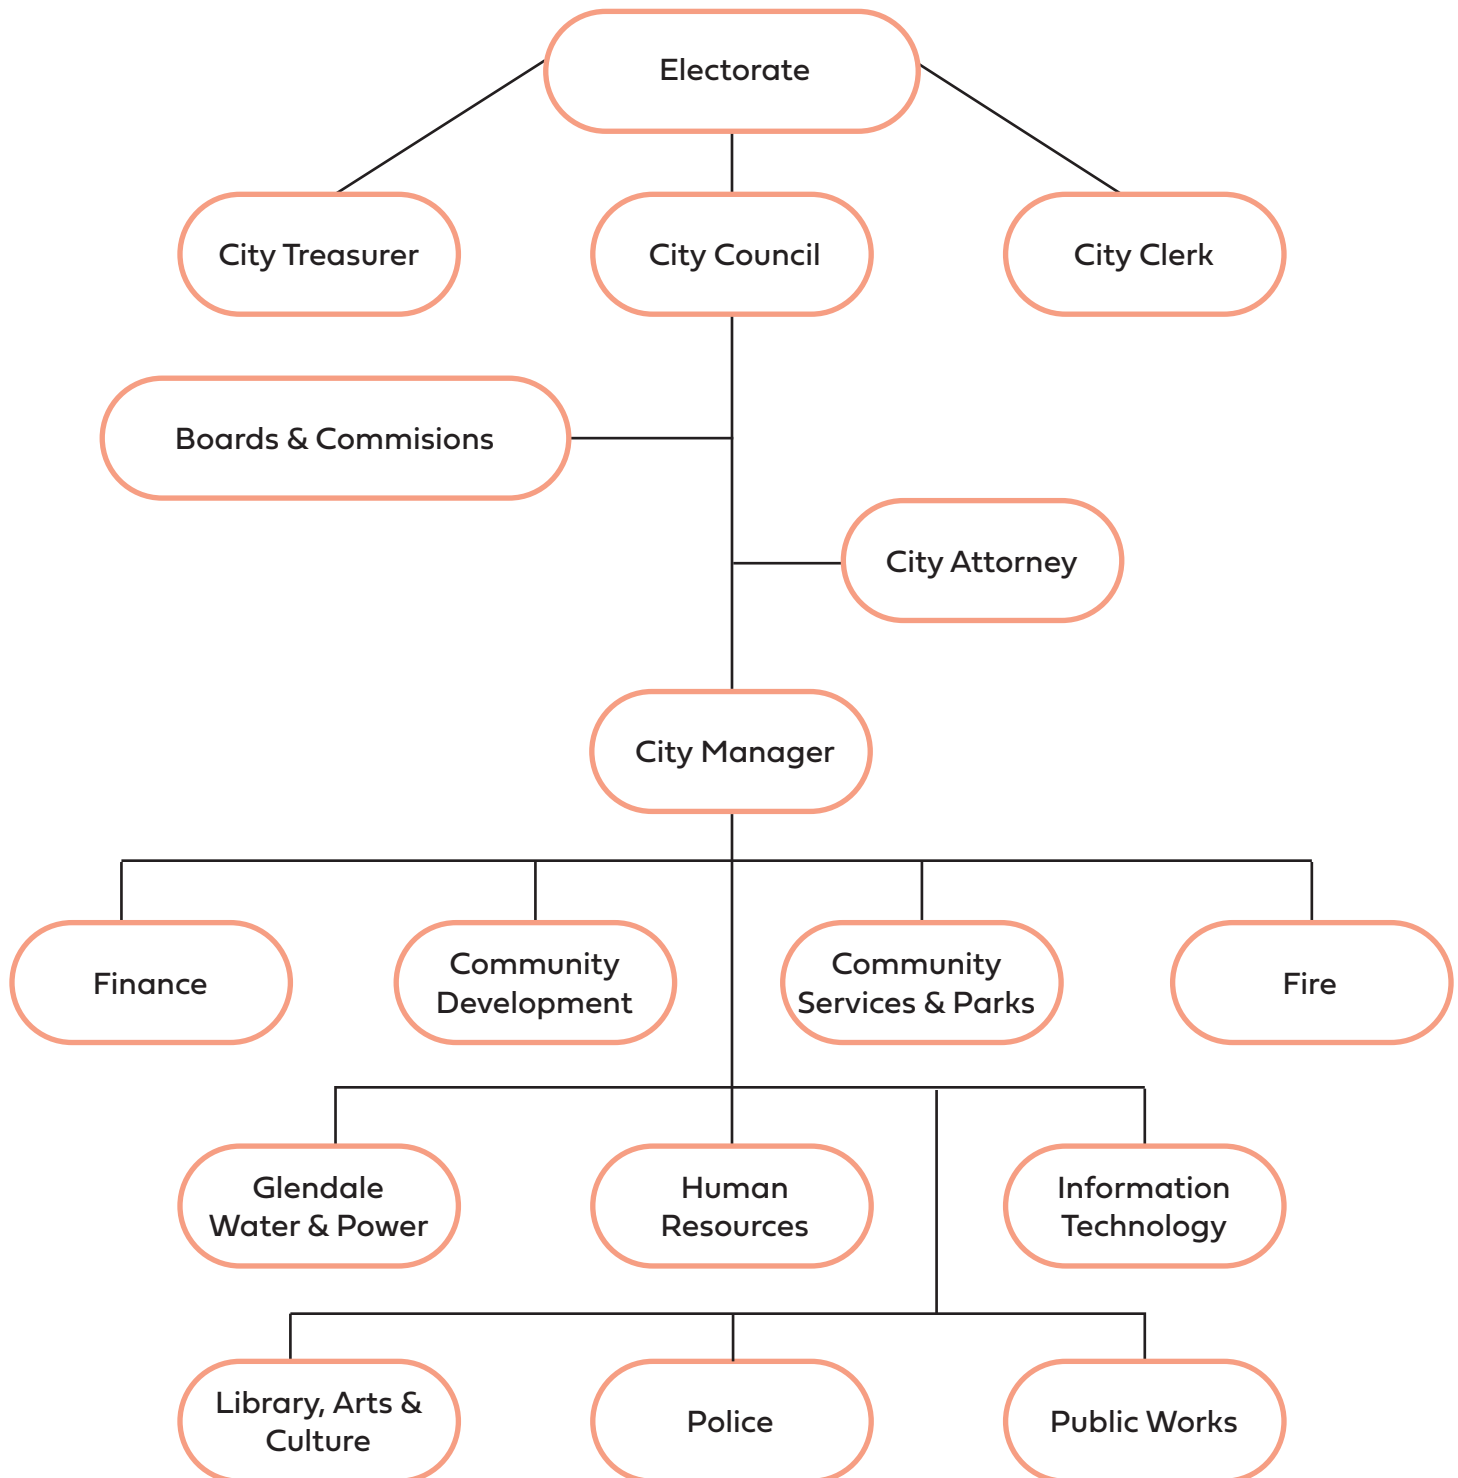 Electorate
City Treasurer
City Council
City Clerk
Boards & Commisions
City Attorney
City Manager
Finance
Community
Development
Community
Services & Parks
Fire
Glendale
Water & Power
Human
Resources
Information
Technology
Library, Arts &
Culture
Police
Public Works